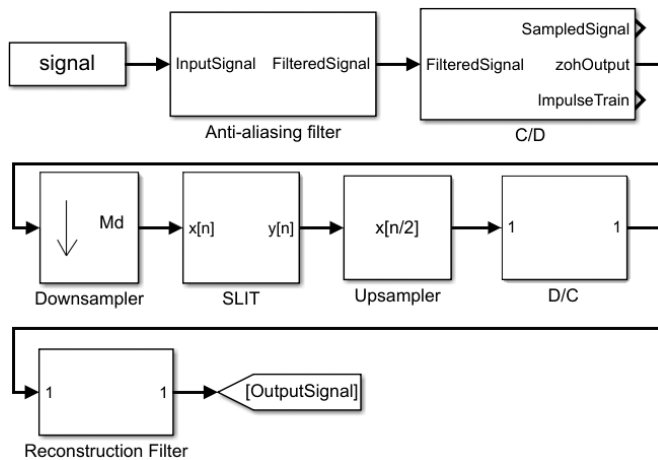 signal
InputSignal
FilteredSignal
Anti-aliasing filter
FilteredSignal
SampledSignal
zohOutput
ImpulseTrain
C/D
Md
Downsampler
x[n]
y[n]
SLIT
x[n/2]
Upsampler
1
1
D/C
1
1
Reconstruction Filter
[OutputSignal]